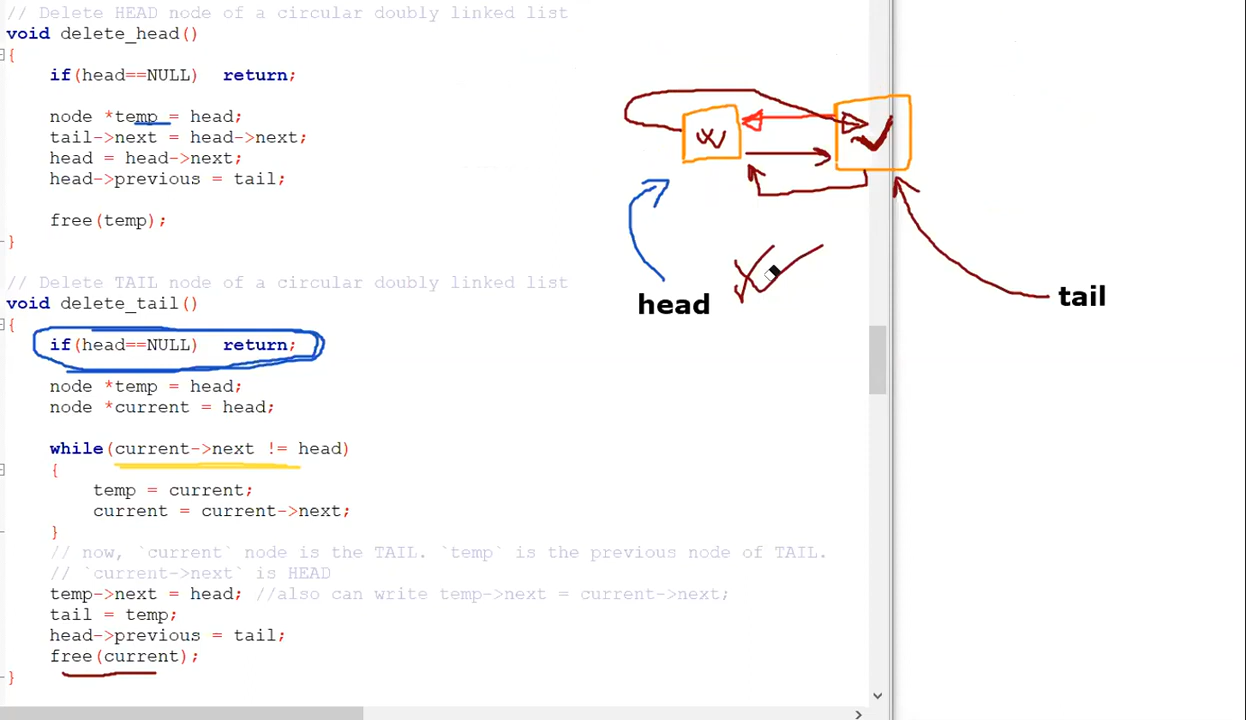 // Delete HEAD node of a circular doubly linked list
void delete_head()
{
if(head==NULL) return;
node *temp = head;
tail->next = head->next;
head = head->next;
head->previous = tail;
free(temp);
}
// Delete TAIL node of a circular doubly linked list
void delete_tail()
{
if(head==NULL) return;
node *temp = head;
node *current = head;
while(current->next != head)
{
temp = current;
current = current->next;
}
// now, `current` node is the TAIL. `temp` is the previous node of TAIL.
// `current->next` is HEAD
temp->next = head; //also can write temp->next = current->next;
tail = temp;
head->previous = tail;
free(current);
}
head
tail